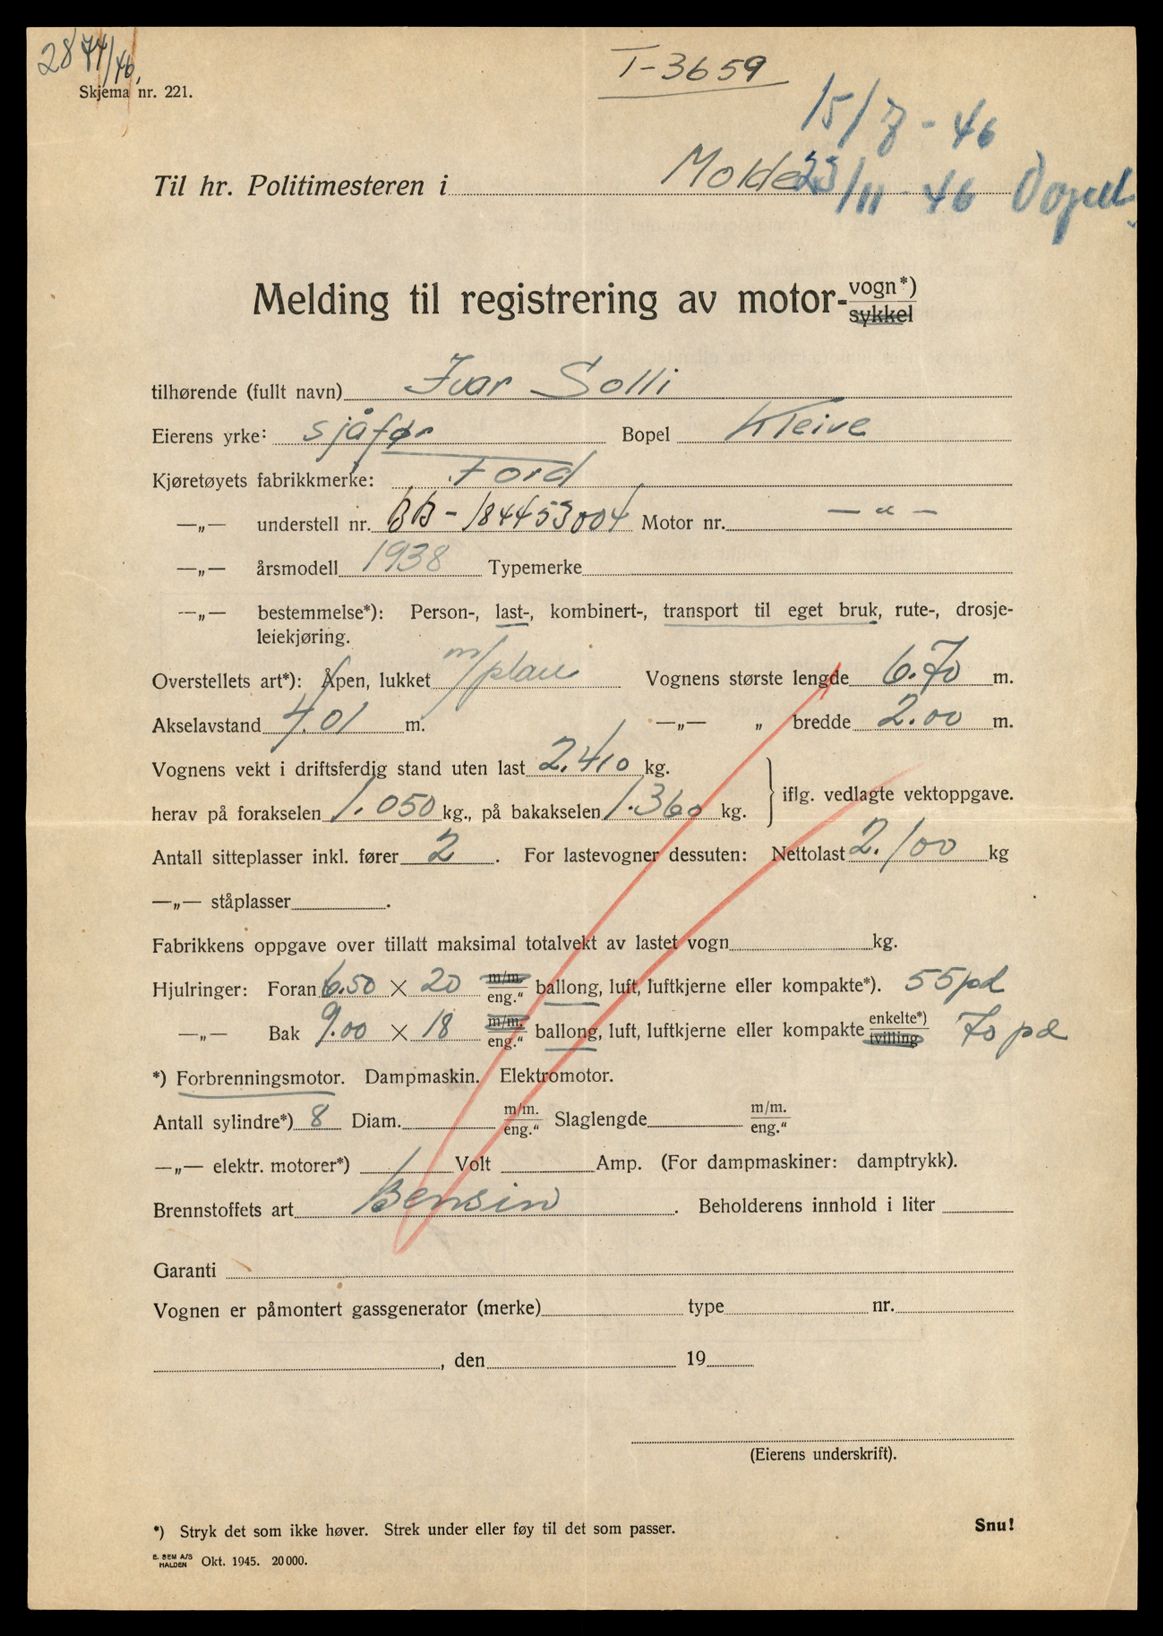 2874/46.
Skjema nr. 221.
T-3659
15/7-46
Til hr. Politimesteren i Molde 23/11-46
Melding til registrering av motor-vogn*)
sykkel
tilhørende (fullt navn) Ivar Solli
Eierens yrke: sjåfør Bopel Kleive
Kjøretøyets fabrikkmerke: Ford
—„— understell nr. BB-184453004 Motor nr. — „ —
—„— årsmodell 1938 Typemerke
—„— bestemmelse*): Person-, last-, kombinert-, transport til eget bruk, rute-, drosje-
leiekjøring.
Overstellets art*): Åpen, lukket m/plan Vognens største lengde 6.70 m.
Akselavstand 4.01 m. —„— „ bredde 2.00 m.
Vognens vekt i driftsferdig stand uten last 2.410 kg.
herav på forakselen 1.050 kg., på bakakselen 1.360 kg. iflg. vedlagte vektoppgave.
Antall sitteplasser inkl. fører 2. For lastevogner dessuten: Nettolast 2.100 kg
—„— ståplasser .
Fabrikkens oppgave over tillatt maksimal totalvekt av lastet vogn kg.
Hjulringer: Foran 6.50 × 20 m/m. eng.“ ballong, luft, luftkjerne eller kompakte*). 55 pd
—„— Bak 9.00 × 18 m/m. eng.“ ballong, luft, luftkjerne eller kompakte enkelte*) tvilling 70 pd
*) Forbrenningsmotor. Dampmaskin. Elektromotor.
Antall sylindre*) 8 Diam. m/m. eng.“ Slaglengde m/m. eng.“
—„— elektr. motorer*) Volt Amp. (For dampmaskiner: damptrykk).
Brennstoffets art Bensin. Beholderens innhold i liter
Garanti
Vognen er påmontert gassgenerator (merke) type nr.
, den 19
(Eierens underskrift).
*) Stryk det som ikke høver. Strek under eller føy til det som passer.
Snu!
E. SEM A/S HALDEN Okt. 1945. 20 000.